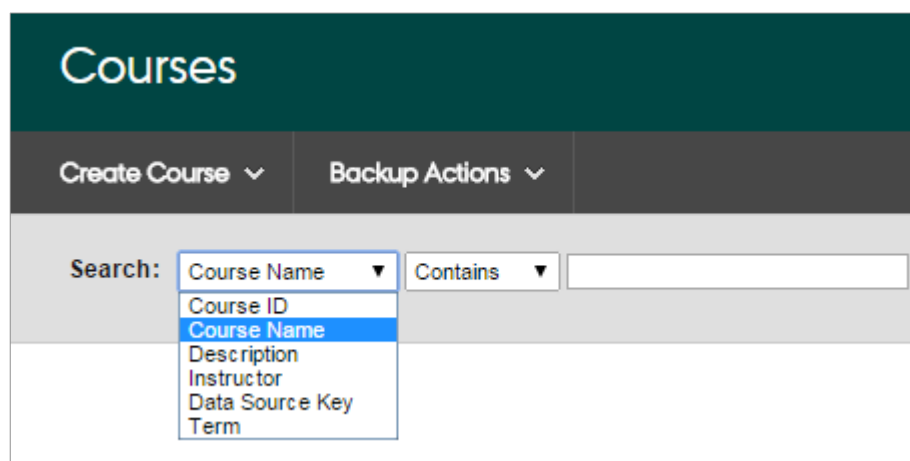 Courses
Create Course Backup Actions
Search: Course Name Contains
Course ID
Course Name
Description
Instructor
Data Source Key
Term